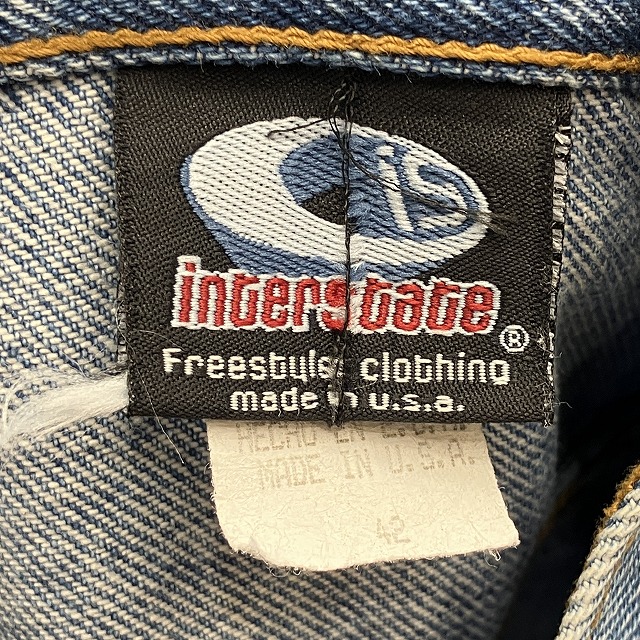 is
interstate®
Freestyle clothing
made in u.s.a.
HECHO EN E.U.A.
MADE IN U.S.A.
42